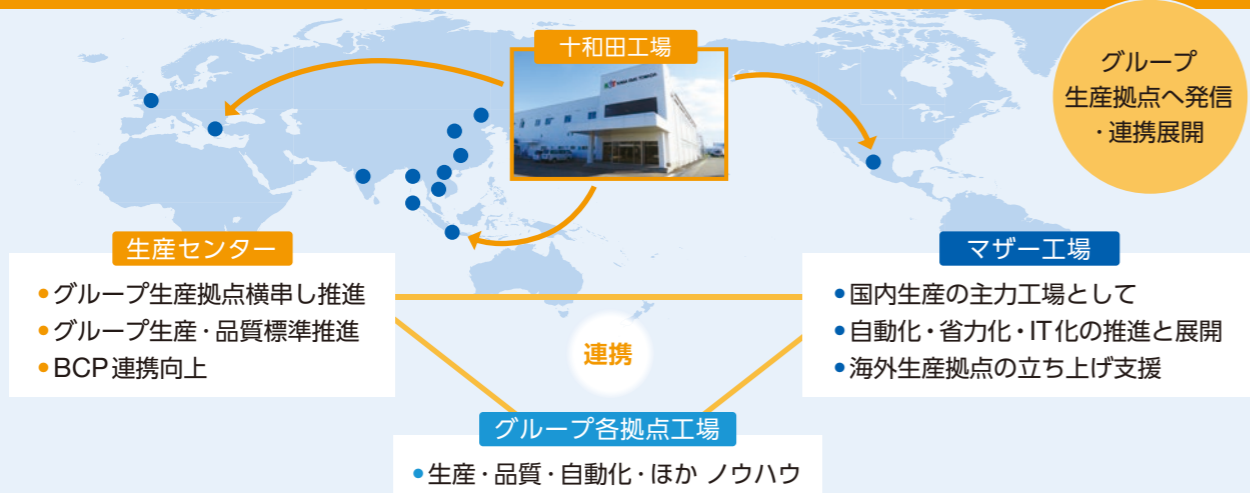 十和田工場
グループ
生産拠点へ発信
・連携展開
生産センター
•グループ生産拠点横串し推進
•グループ生産・品質標準推進
•BCP連携向上
マザー工場
•国内生産の主力工場として
•自動化・省力化・IT化の推進と展開
•海外生産拠点の立ち上げ支援
連携
グループ各拠点工場
•生産・品質・自動化・ほか ノウハウ